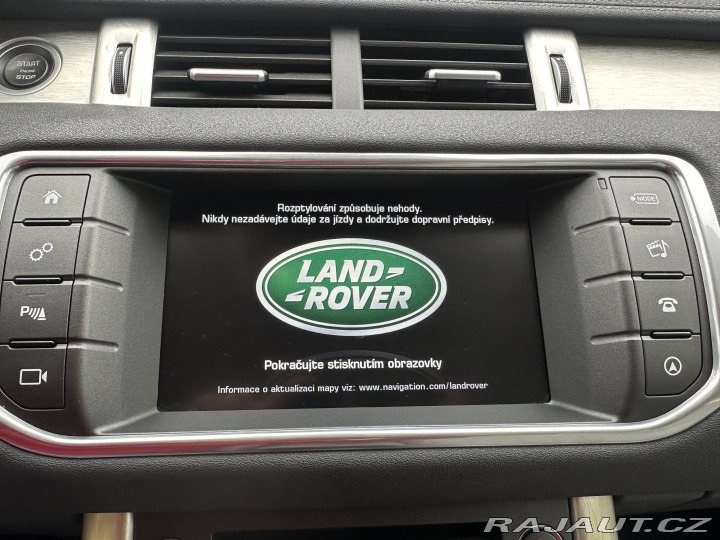 START
STOP
Rozptylování způsobuje nehody.
Nikdy nezadávejte údaje za jízdy a dodržujte dopravní předpisy.
MODE
LAND
ROVER
P
Pokračujte stisknutím obrazovky
Informace o aktualizaci mapy viz: www.navigation.com/landrover
RAJAUT.CZ